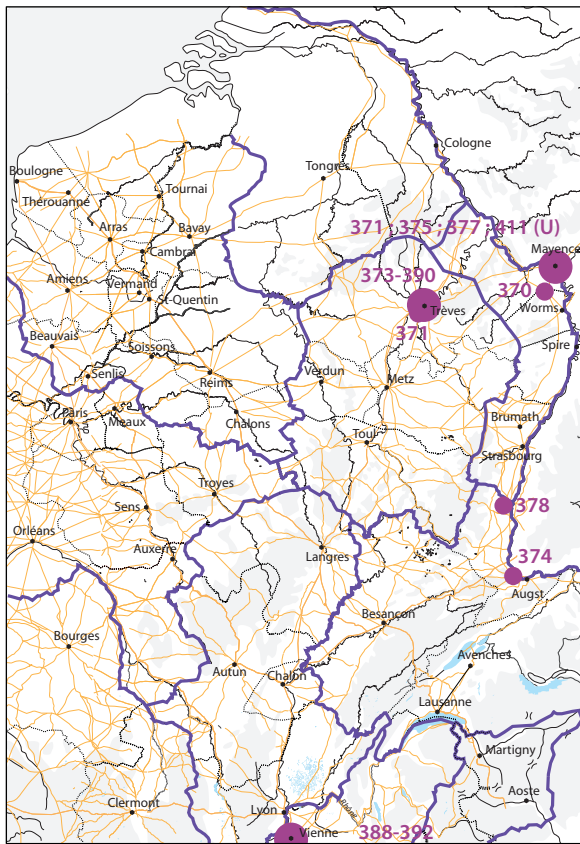 Cologne
Boulogne
Tongres
Thérouanne
Tournai
Arras
Bavay
371 ; 375 ; 377 ; 411 (U)
Mayence
Cambrai
373-390
370
Amiens
Vermand
St-Quentin
Trèves
Worms
371
Beauvais
Soissons
Spire
Senlis
Reims
Verdun
Metz
Paris
Meaux
Chalons
Brumath
Toul
Strasbourg
Troyes
Sens
378
Orléans
Auxerre
Langres
374
Augst
Besançon
Bourges
Autun
Chalon
Avenches
Lausanne
Martigny
Aoste
Clermont
Lyon
Rhône
Vienne
388-392